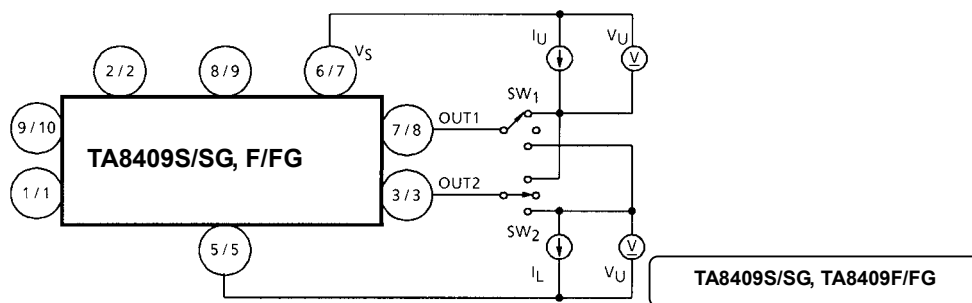 IU
VU
2 / 2
8 / 9
6 / 7
VS
V
SW1
9 / 10
7 / 8
OUT1
TA8409S/SG, F/FG
1 / 1
3 / 3
OUT2
5 / 5
SW2
V
IL
VU
TA8409S/SG, TA8409F/FG